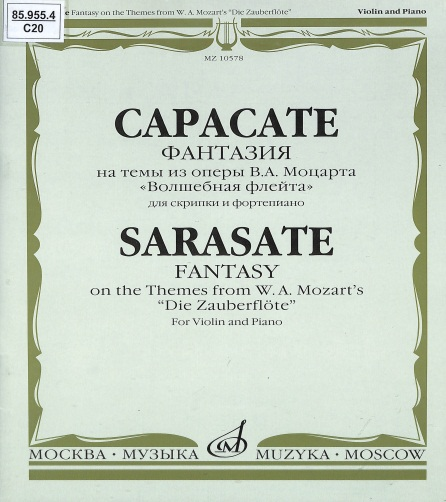 85.955.4
С20
Fantasy on the Themes from W. A. Mozart's "Die Zauberflöte"
Violin and Piano
MZ 10578
САРАСАТЕ
ФАНТАЗИЯ
на темы из оперы В.А. Моцарта
«Волшебная флейта»
для скрипки и фортепиано
SARASATE
FANTASY
on the Themes from W. A. Mozart's
"Die Zauberflöte"
For Violin and Piano
МОСКВА · МУЗЫКА
MUZYKA · MOSCOW